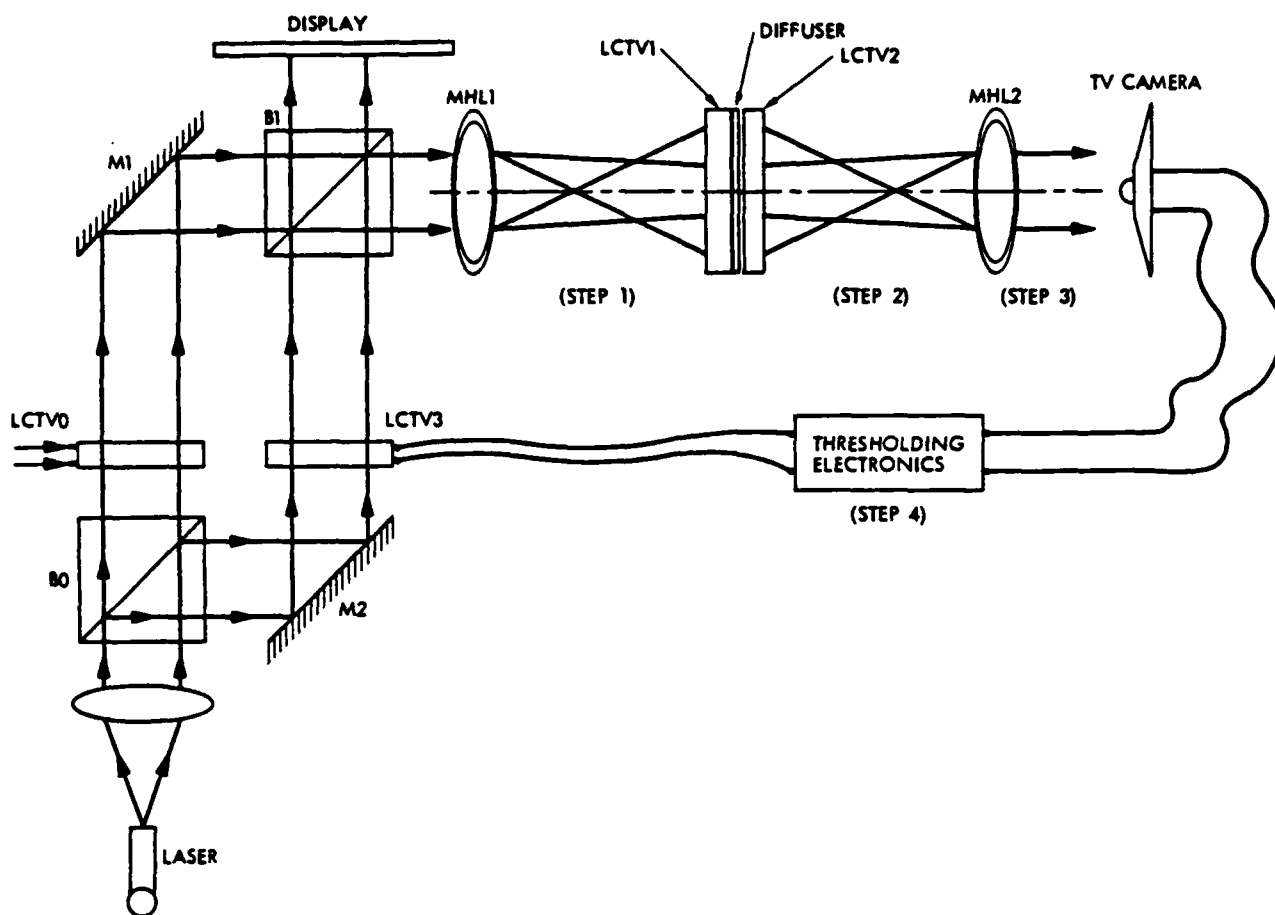 DISPLAY
DIFFUSER
LCTV1
LCTV2
TV CAMERA
MHL1
MHL2
B1
M1
(STEP 1)
(STEP 2)
(STEP 3)
LCTV0
LCTV3
THRESHOLDING
ELECTRONICS
(STEP 4)
B0
M2
LASER